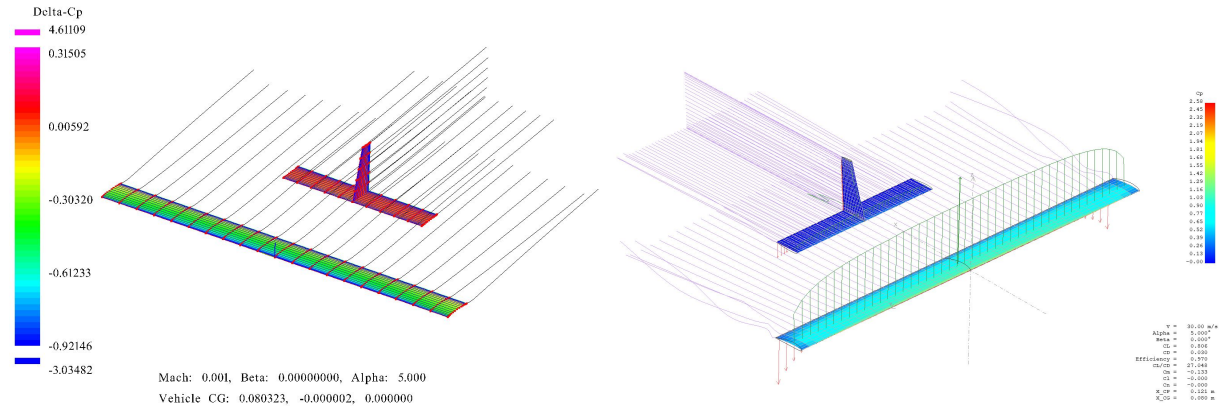 Delta-Cp
4.61109
0.31505
0.00592
-0.30320
-0.61233
-0.92146
-3.03482
Mach: 0.001, Beta: 0.00000000, Alpha: 5.000
Vehicle CG: 0.080323, -0.000002, 0.000000
Cp
2.58
2.45
2.32
2.19
2.07
1.94
1.81
1.68
1.55
1.42
1.29
1.16
1.03
0.90
0.77
0.65
0.52
0.39
0.26
0.13
-0.00
V = 30.00 m/s
Alpha = 5.000°
Beta = 0.000°
CL = 0.806
CD = 0.030
Efficiency = 0.970
CL/CD = 27.048
Cm = -0.133
Cl = -0.000
Cn = -0.000
X_CP = 0.121 m
X_CG = 0.080 m